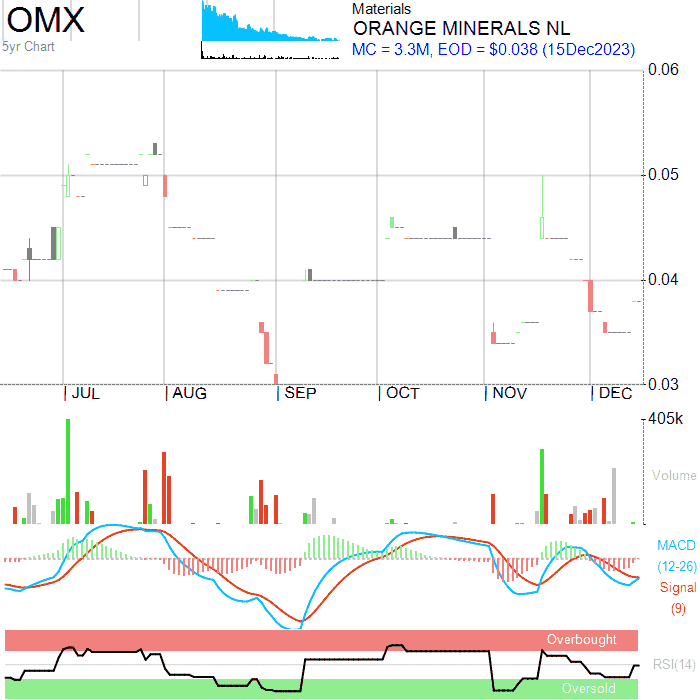 OMX
5yr Chart
Materials
ORANGE MINERALS NL
MC = 3.3M, EOD = $0.038 (15Dec2023)
0.06
0.05
0.04
0.03
JUL AUG SEP OCT NOV DEC
405k
Volume
MACD
(12-26)
Signal
(9)
Overbought
RSI(14)
Oversold